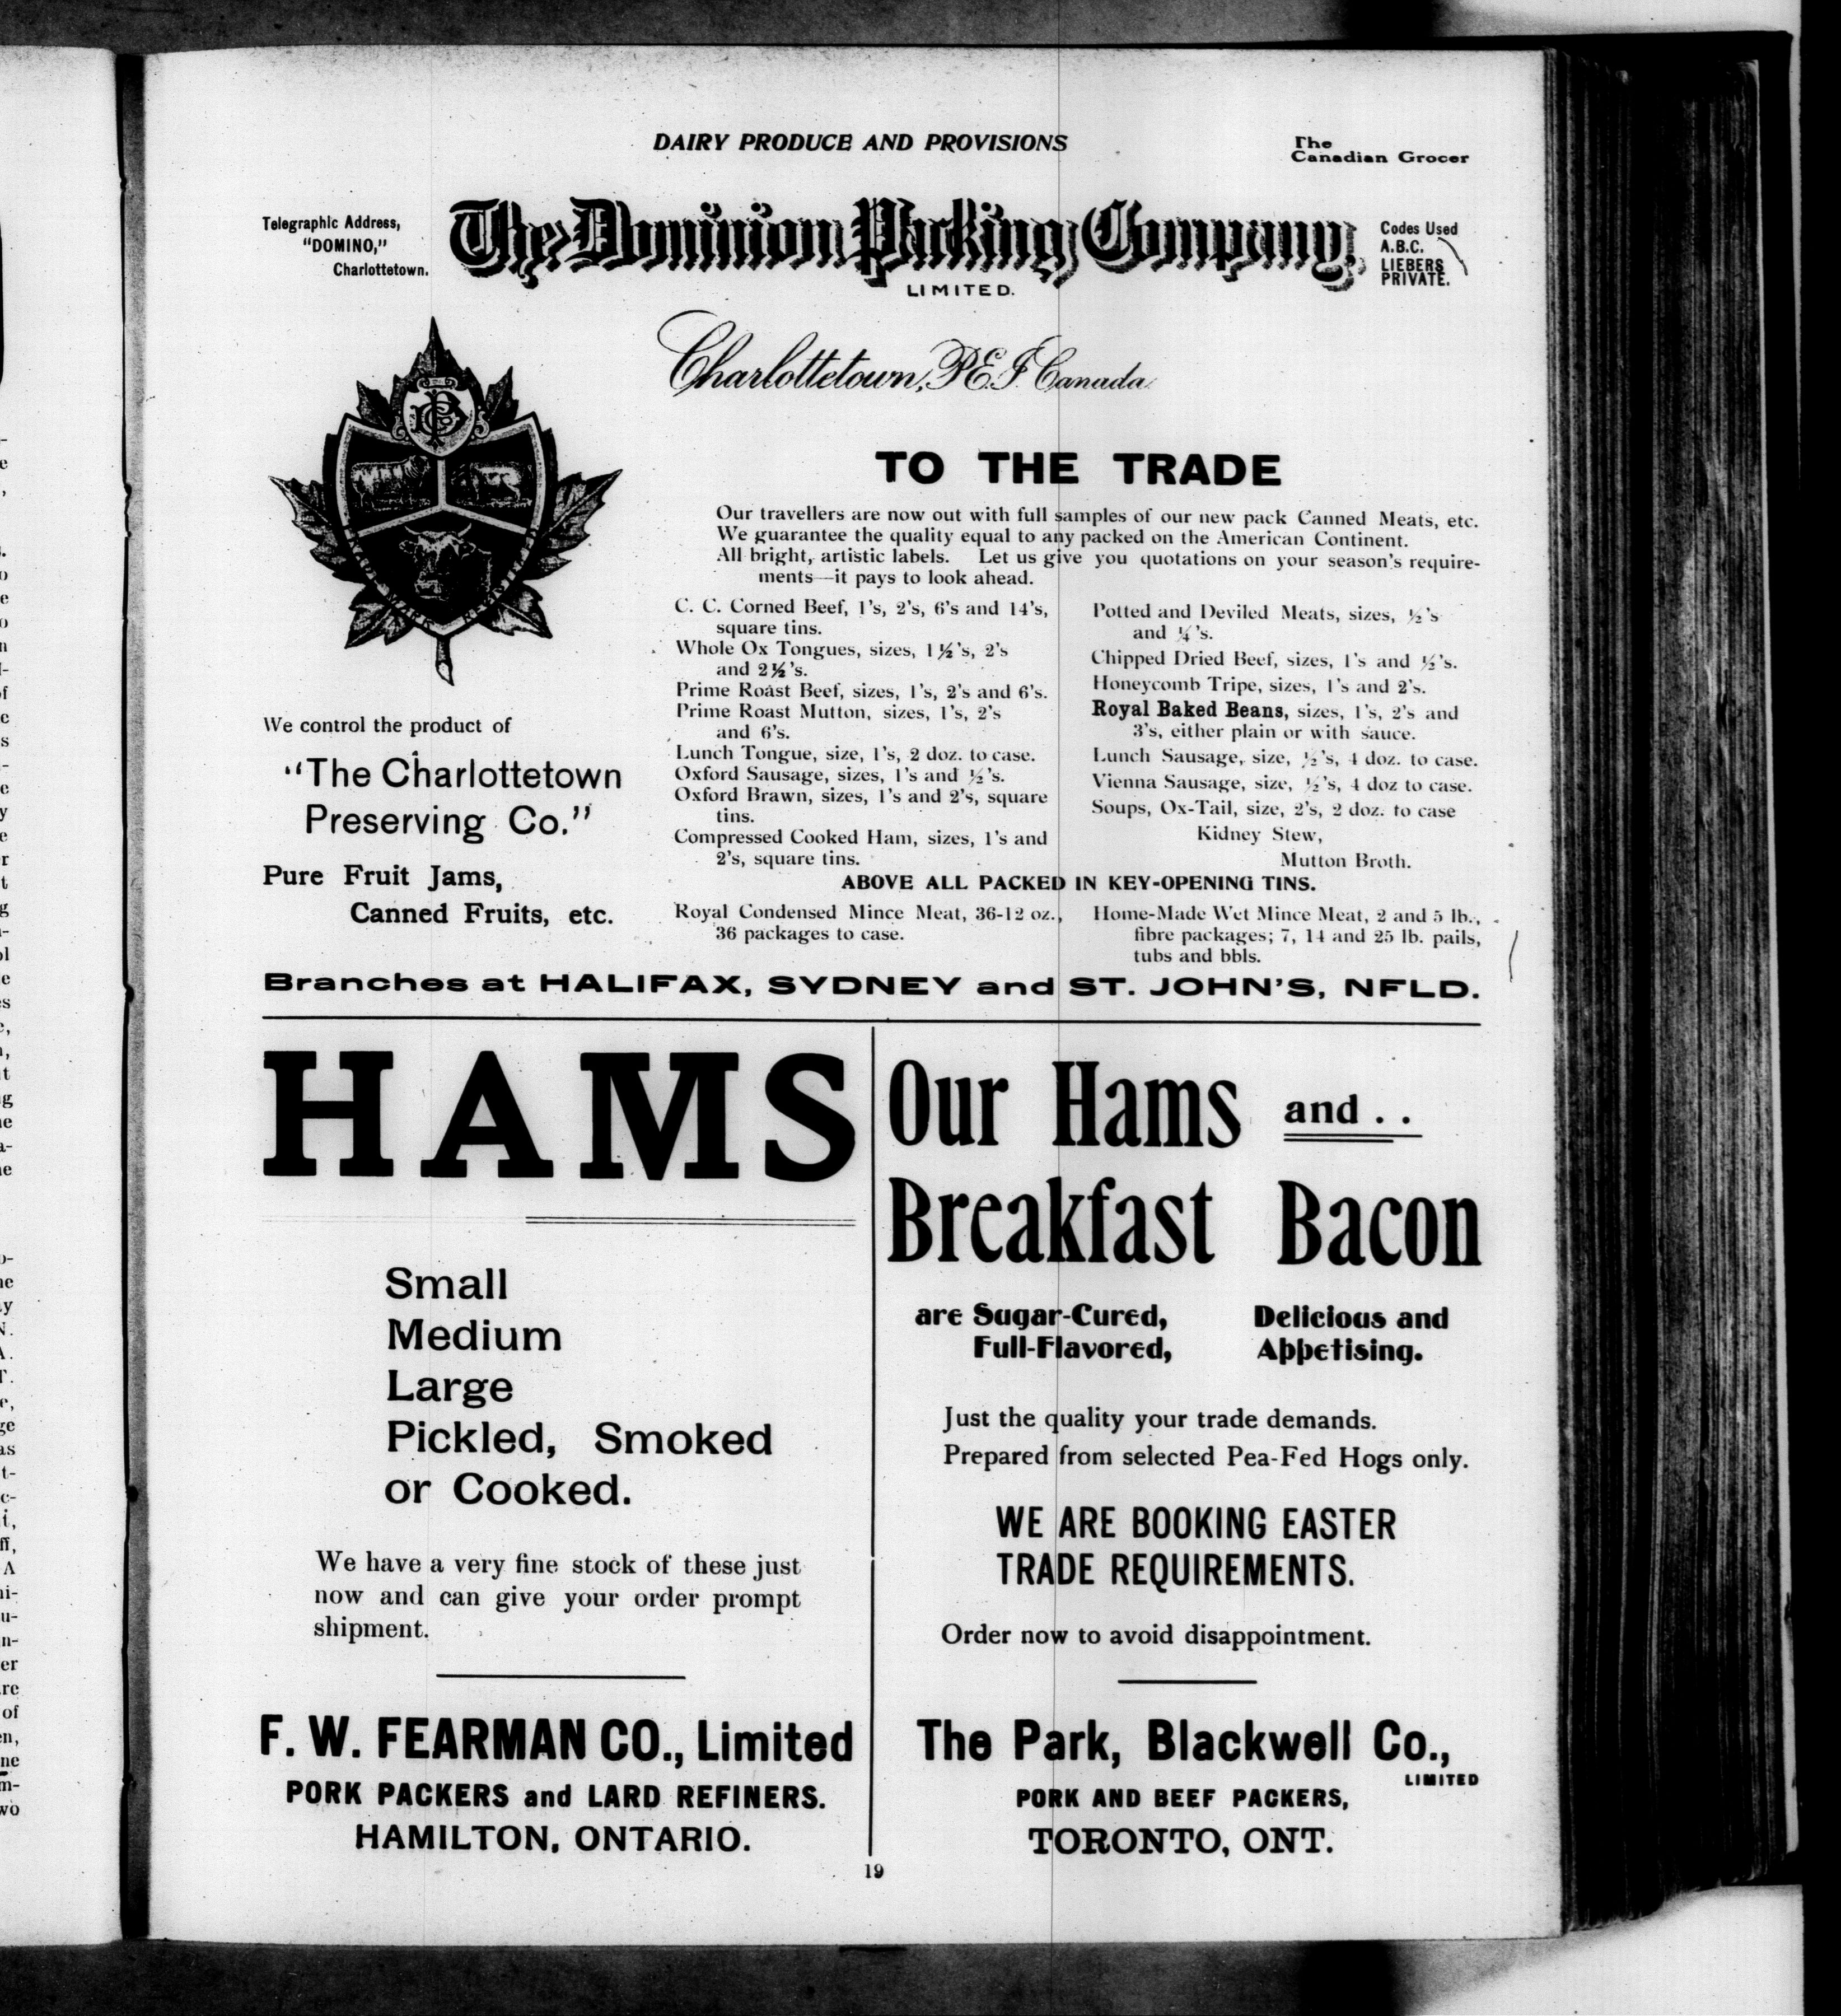 DAIRY PRODUCE AND PROVISIONS
The
Canadian Grocer
Telegraphic Address,
"DOMINO,"
Charlottetown.
The Dominion Packing Company,
LIMITED.
Codes Used
A.B.C.
LIEBERS
PRIVATE.
Charlottetown, P.E.I. Canada
We control the product of
"The Charlottetown
Preserving Co."
Pure Fruit Jams,
Canned Fruits, etc.
TO THE TRADE
Our travellers are now out with full samples of our new pack Canned Meats, etc.
We guarantee the quality equal to any packed on the American Continent.
All bright, artistic labels. Let us give you quotations on your season's require-
ments—it pays to look ahead.
C. C. Corned Beef, 1's, 2's, 6's and 14's,
square tins.
Whole Ox Tongues, sizes, 1½'s, 2's
and 2½'s.
Prime Roast Beef, sizes, 1's, 2's and 6's.
Prime Roast Mutton, sizes, 1's, 2's
and 6's.
Lunch Tongue, size, 1's, 2 doz. to case.
Oxford Sausage, sizes, 1's and ½'s.
Oxford Brawn, sizes, 1's and 2's, square
tins.
Compressed Cooked Ham, sizes, 1's and
2's, square tins.
Potted and Deviled Meats, sizes, ½'s
and ¼'s.
Chipped Dried Beef, sizes, 1's and ½'s.
Honeycomb Tripe, sizes, 1's and 2's.
Royal Baked Beans, sizes, 1's, 2's and
3's, either plain or with sauce.
Lunch Sausage, size, ½'s, 4 doz. to case.
Vienna Sausage, size, ½'s, 4 doz to case.
Soups, Ox-Tail, size, 2's, 2 doz. to case
Kidney Stew,
Mutton Broth.
ABOVE ALL PACKED IN KEY-OPENING TINS.
Royal Condensed Mince Meat, 36-12 oz.,
36 packages to case.
Home-Made Wet Mince Meat, 2 and 5 lb.,
fibre packages; 7, 14 and 25 lb. pails,
tubs and bbls.
Branches at HALIFAX, SYDNEY and ST. JOHN'S, NFLD.
HAMS
Small
Medium
Large
Pickled, Smoked
or Cooked.
We have a very fine stock of these just
now and can give your order prompt
shipment.
F. W. FEARMAN CO., Limited
PORK PACKERS and LARD REFINERS.
HAMILTON, ONTARIO.
Our Hams and . .
Breakfast Bacon
are Sugar-Cured, Delicious and
Full-Flavored, Appetising.
Just the quality your trade demands.
Prepared from selected Pea-Fed Hogs only.
WE ARE BOOKING EASTER
TRADE REQUIREMENTS.
Order now to avoid disappointment.
The Park, Blackwell Co.,
LIMITED
PORK AND BEEF PACKERS,
TORONTO, ONT.
19